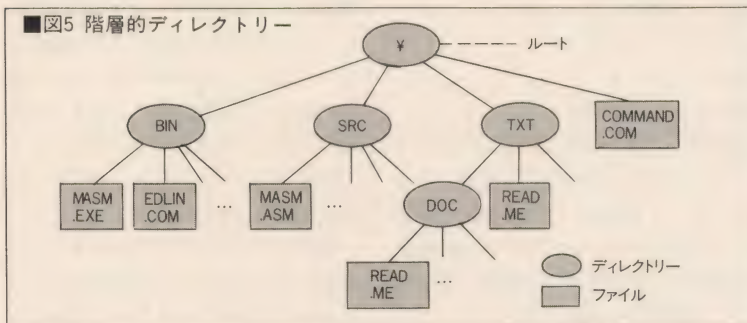 ■図5 階層的ディレクトリー
¥
ルート
BIN
SRC
TXT
COMMAND
.COM
MASM
.EXE
EDLIN
.COM
…
MASM
.ASM
…
DOC
READ
.ME
READ
.ME
…
ディレクトリー
ファイル